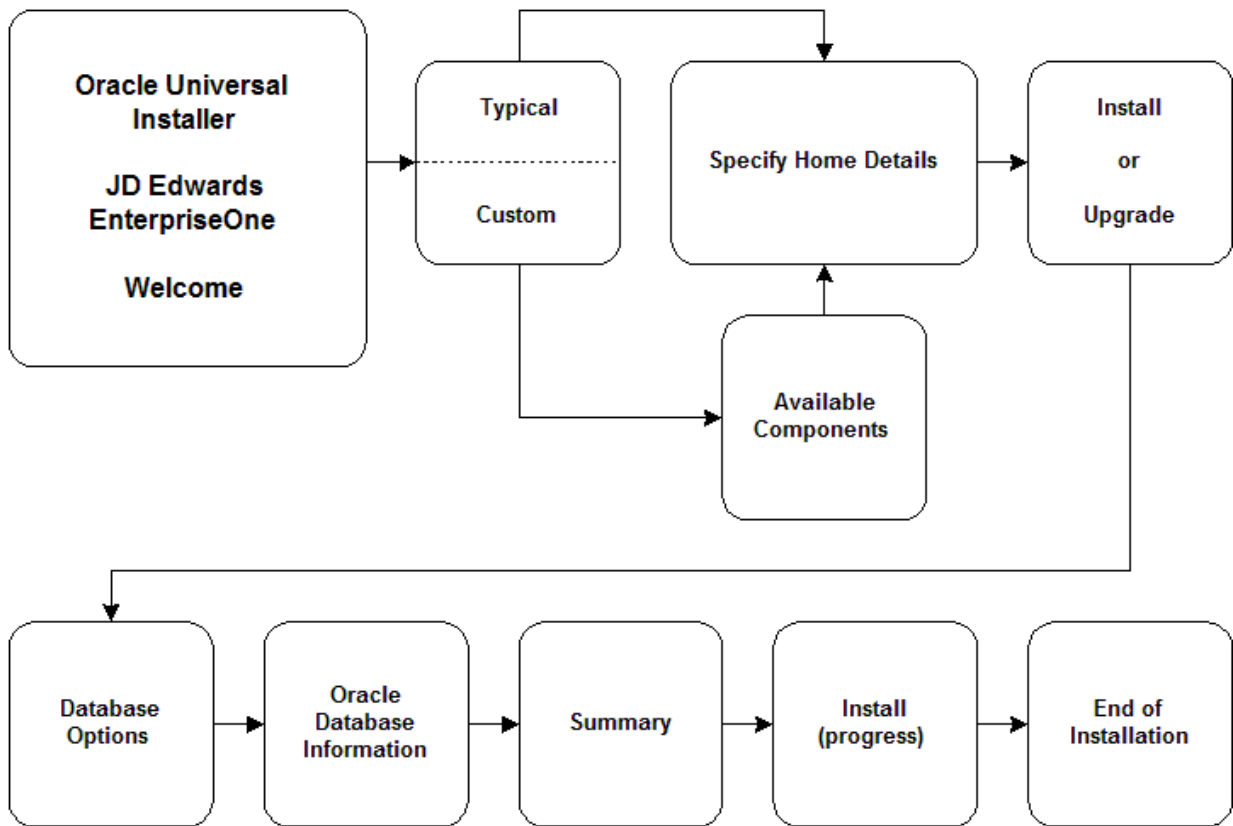 Oracle Universal
Installer
JD Edwards
EnterpriseOne
Welcome
Typical
Custom
Specify Home Details
Install
or
Upgrade
Available
Components
Database
Options
Oracle
Database
Information
Summary
Install
(progress)
End of
Installation